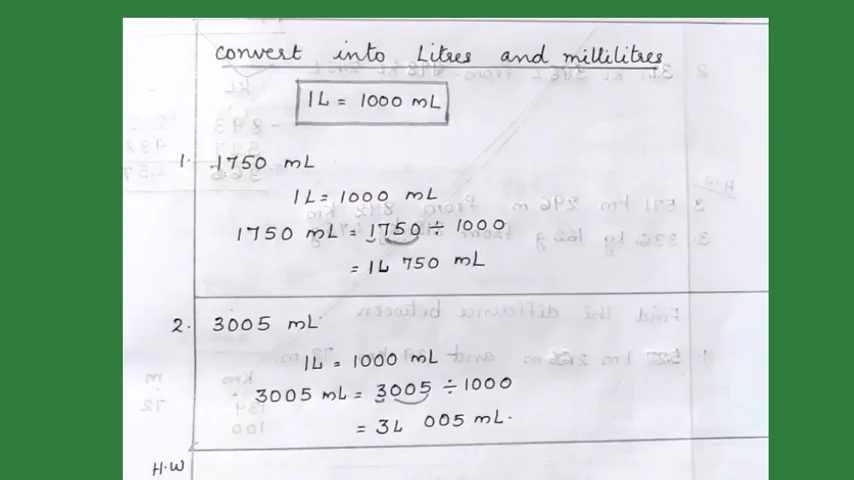 convert into Litres and millilitres
1L = 1000 mL
1. 1750 mL
1L = 1000 mL
1750 mL = 1750 ÷ 1000
= 1L 750 mL
2. 3005 mL
1L = 1000 mL
3005 mL = 3005 ÷ 1000
= 3L 005 mL.
H.W